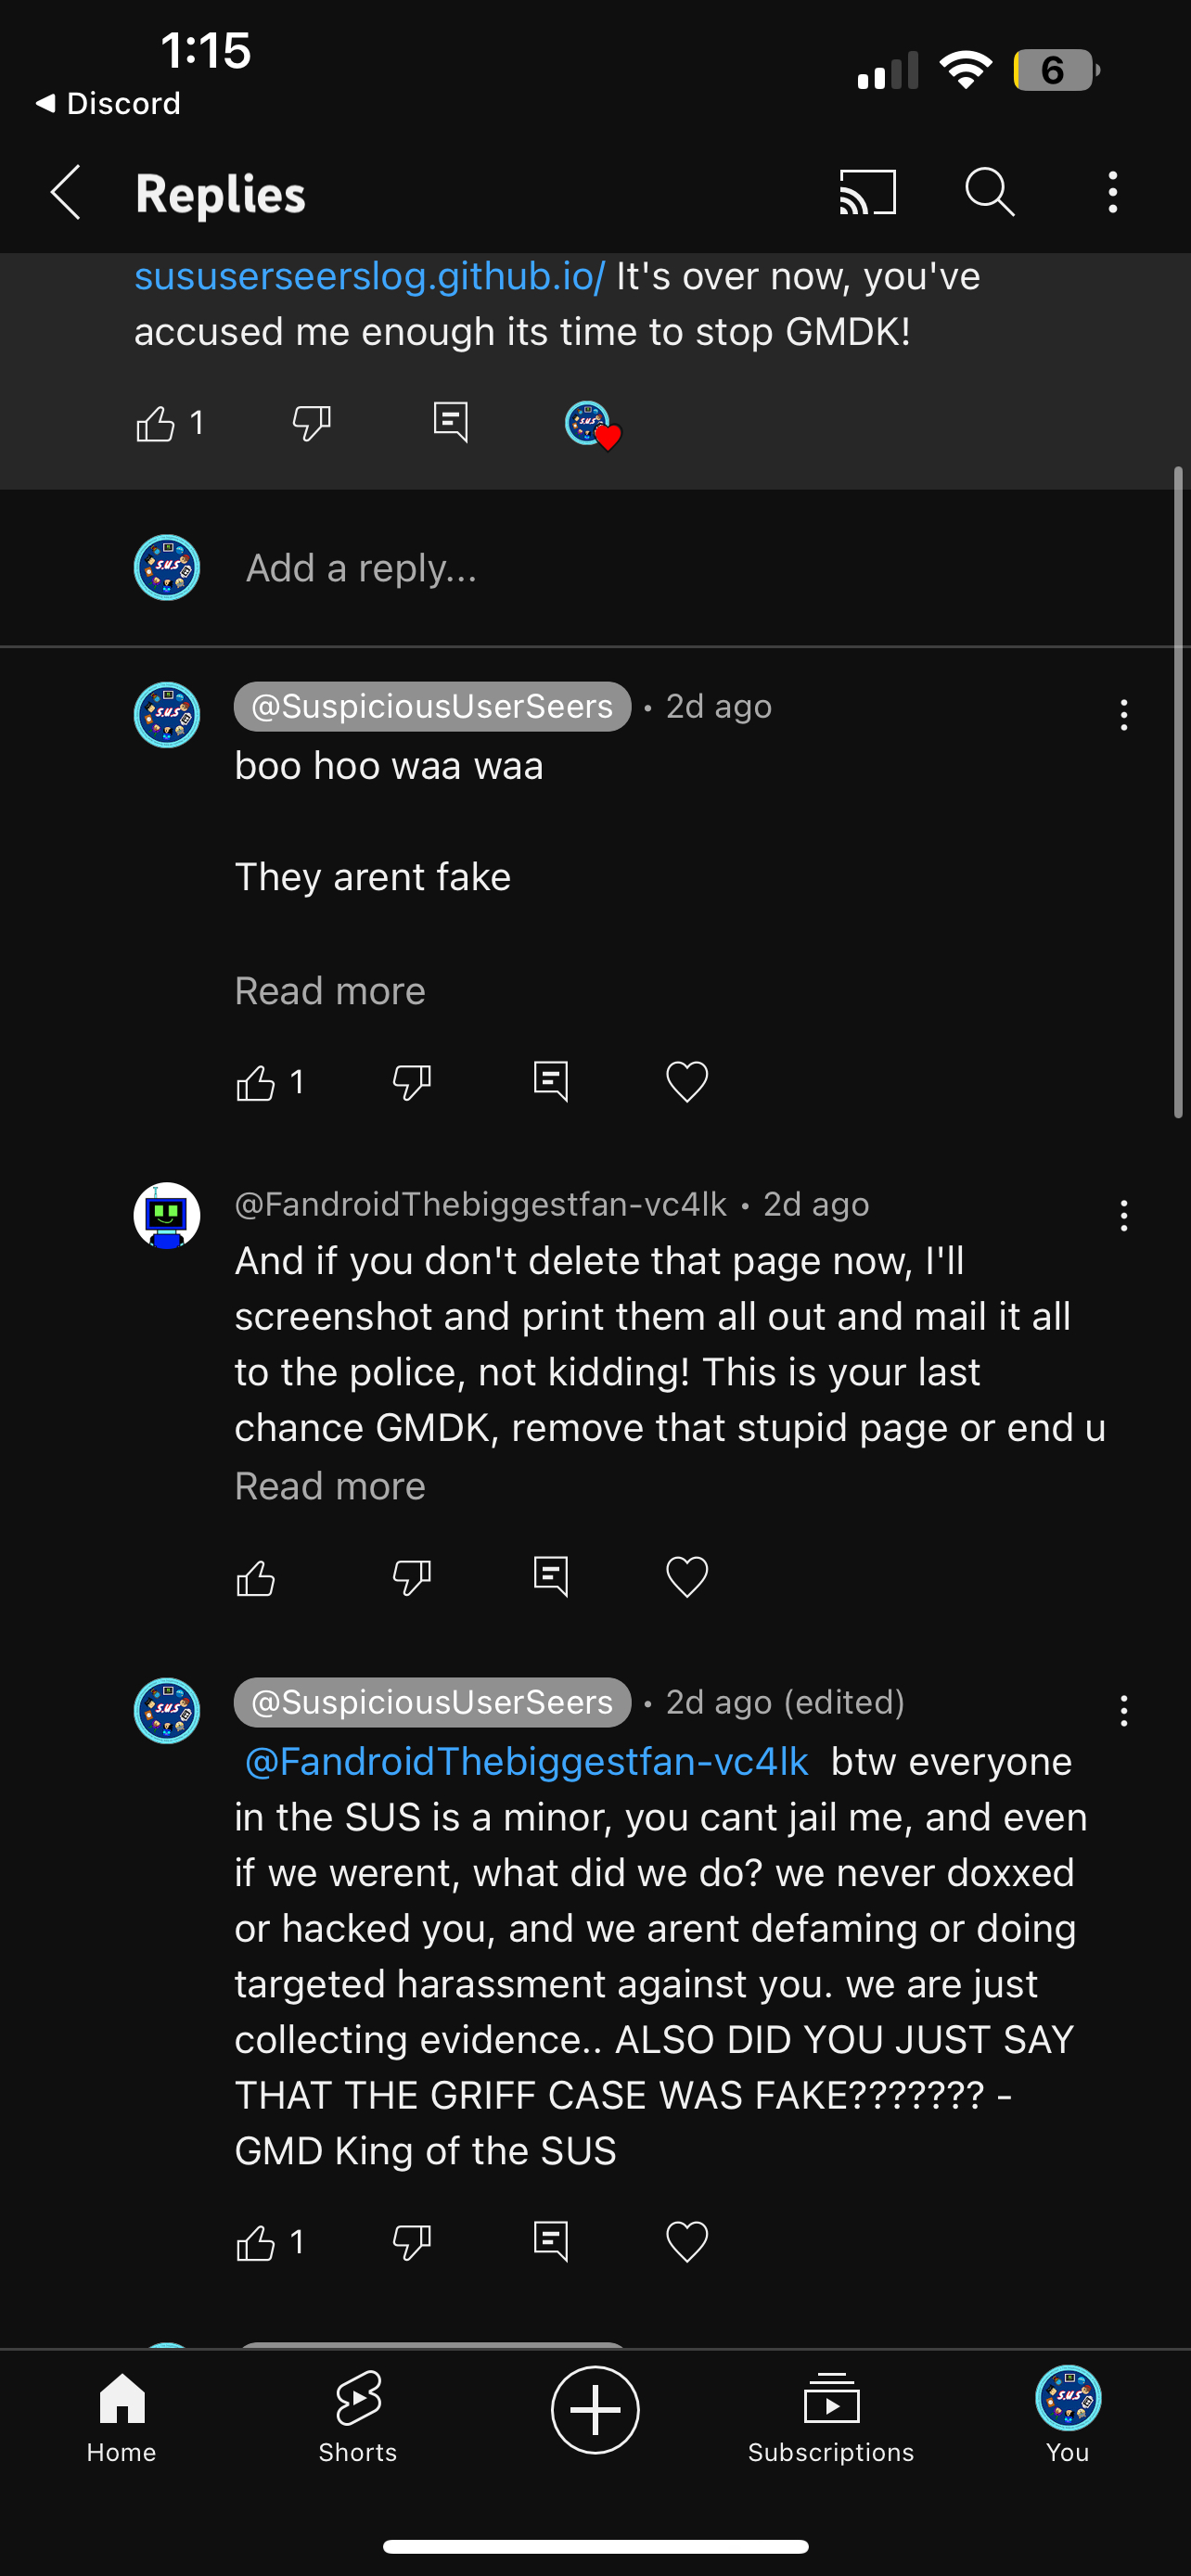 1:15
6
◀ Discord
Replies
sususerseerslog.github.io/ It's over now, you've
accused me enough its time to stop GMDK!
1
S.U.S
Add a reply...
@SuspiciousUserSeers • 2d ago
boo hoo waa waa
They arent fake
Read more
1
@FandroidThebiggestfan-vc4lk • 2d ago
And if you don't delete that page now, I'll
screenshot and print them all out and mail it all
to the police, not kidding! This is your last
chance GMDK, remove that stupid page or end u
Read more
@SuspiciousUserSeers • 2d ago (edited)
@FandroidThebiggestfan-vc4lk btw everyone
in the SUS is a minor, you cant jail me, and even
if we werent, what did we do? we never doxxed
or hacked you, and we arent defaming or doing
targeted harassment against you. we are just
collecting evidence.. ALSO DID YOU JUST SAY
THAT THE GRIFF CASE WAS FAKE??????? -
GMD King of the SUS
1
Home
Shorts
Subscriptions
You